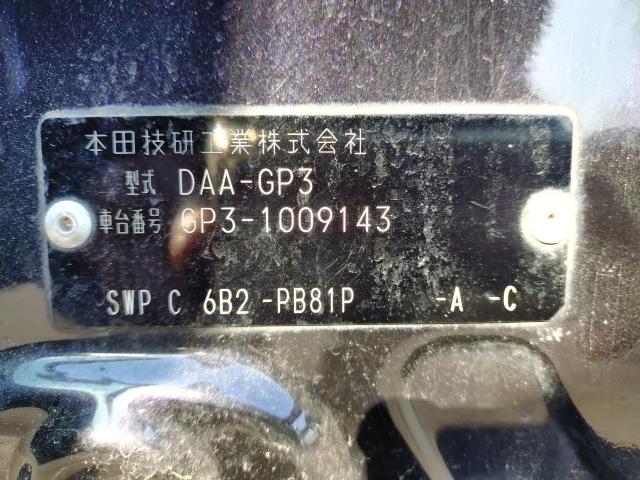 本田技研工業株式会社
型式 DAA-GP3
車台番号 GP3-1009143
SWP C 6B2 -PB81P -A -C